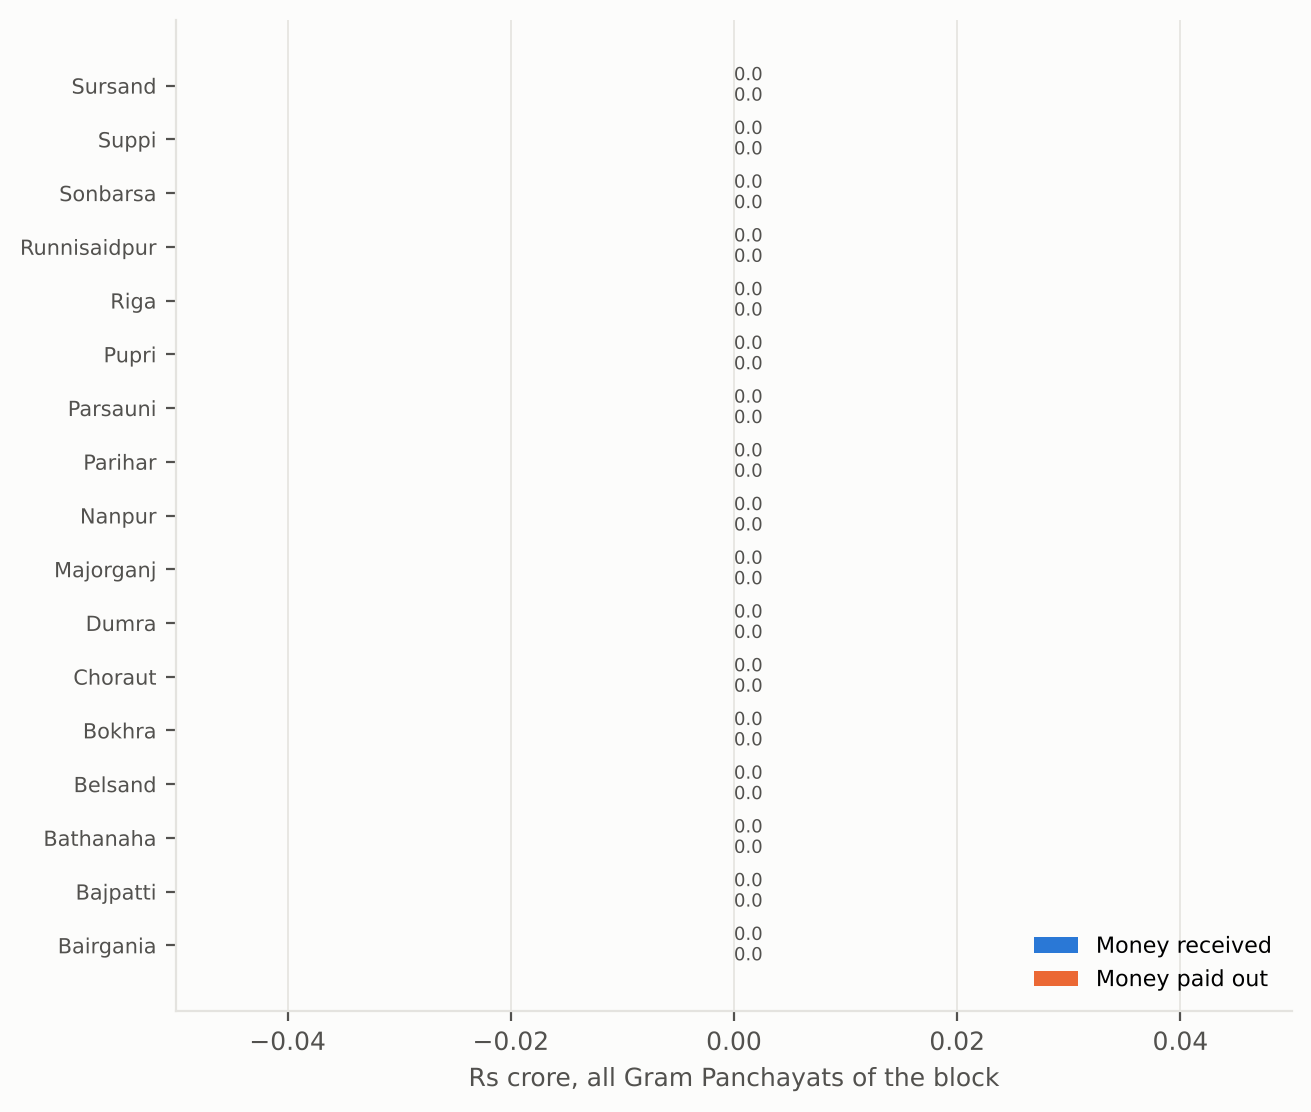 Sursand 0.0
0.0
Suppi 0.0
0.0
Sonbarsa 0.0
0.0
Runnisaidpur 0.0
0.0
Riga 0.0
0.0
Pupri 0.0
0.0
Parsauni 0.0
0.0
Parihar 0.0
0.0
Nanpur 0.0
0.0
Majorganj 0.0
0.0
Dumra 0.0
0.0
Choraut 0.0
0.0
Bokhra 0.0
0.0
Belsand 0.0
0.0
Bathanaha 0.0
0.0
Bajpatti 0.0
0.0
Bairgania 0.0
0.0
Money received
Money paid out
−0.04 −0.02 0.00 0.02 0.04
Rs crore, all Gram Panchayats of the block